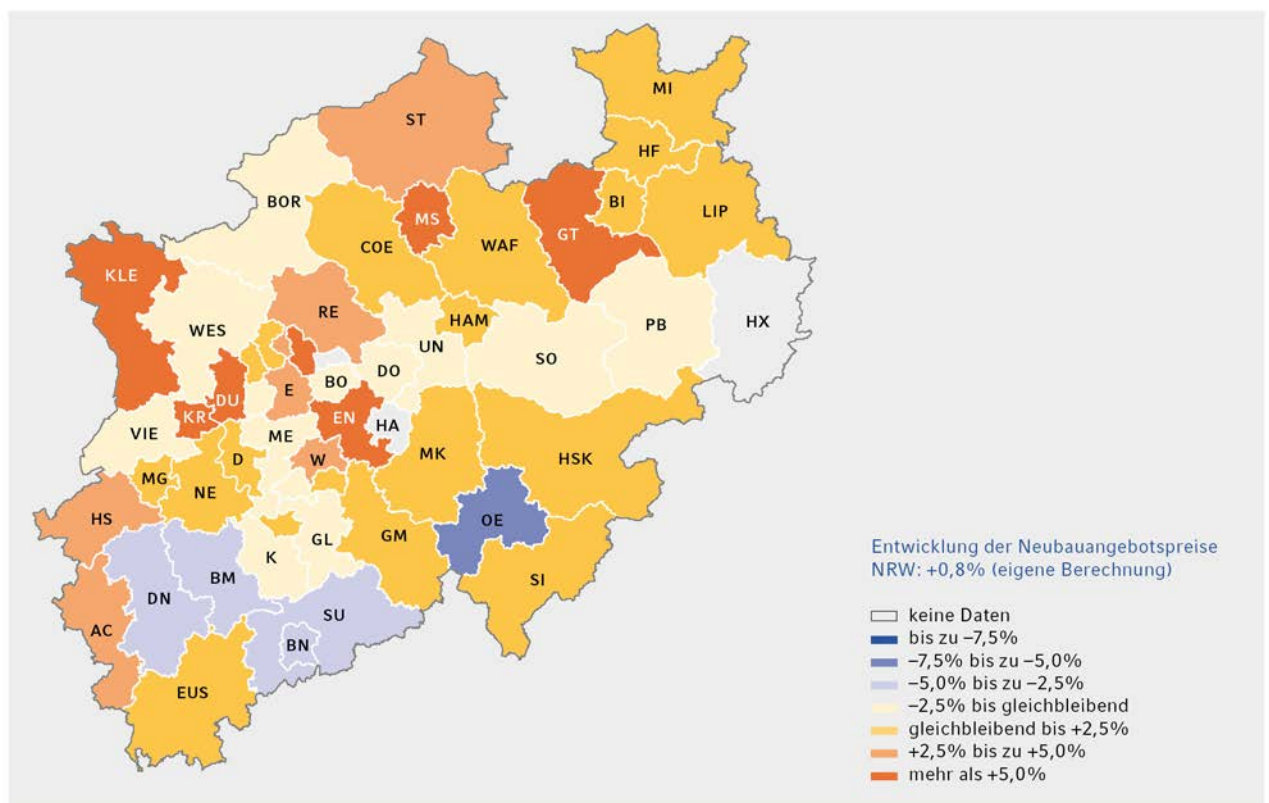 MI
ST
HF
BOR
BI
LIP
MS
GT
COE
WAF
KLE
RE
HAM
PB
HX
WES
UN
SO
DO
BO
E
DU
KR
EN
HA
VIE
ME
MK
D
W
HSK
MG
NE
HS
OE
GL
GM
K
BM
SI
DN
SU
AC
BN
EUS
Entwicklung der Neubauangebotspreise
NRW: +0,8% (eigene Berechnung)
keine Daten
bis zu –7,5%
–7,5% bis zu –5,0%
–5,0% bis zu –2,5%
–2,5% bis gleichbleibend
gleichbleibend bis +2,5%
+2,5% bis zu +5,0%
mehr als +5,0%